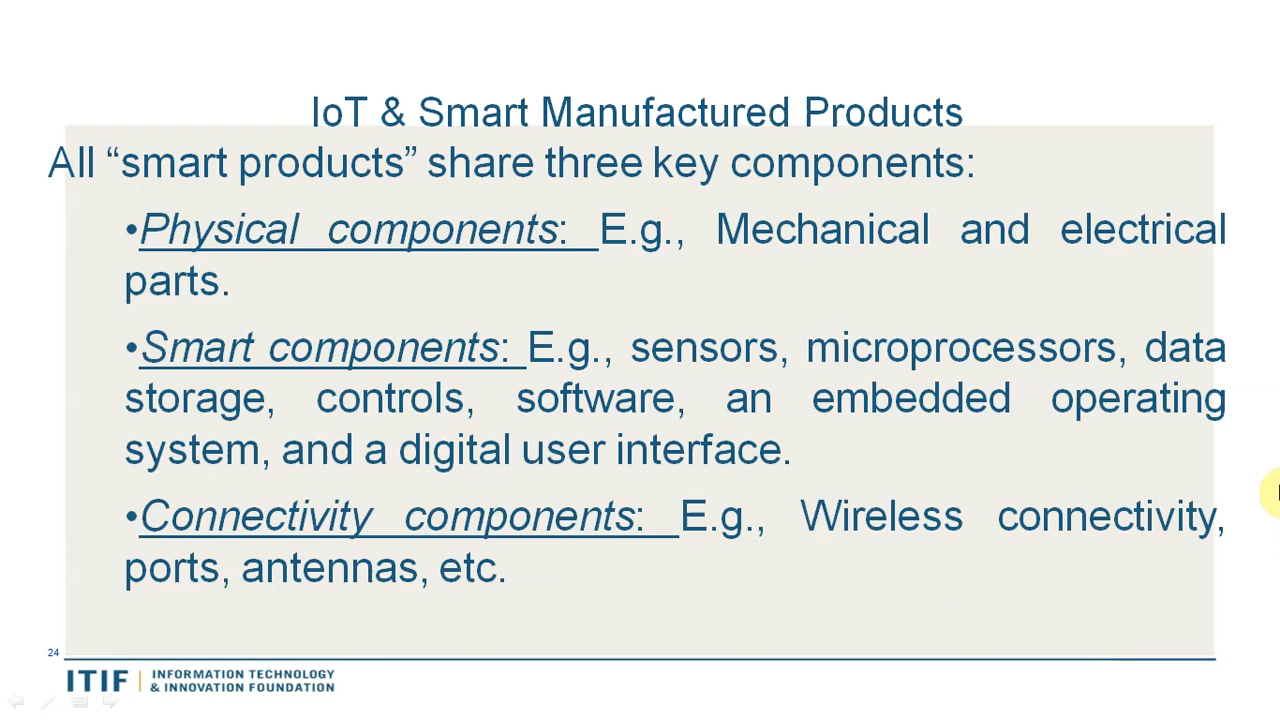 IoT & Smart Manufactured Products
All “smart products” share three key components:
•Physical components: E.g., Mechanical and electrical
parts.
•Smart components: E.g., sensors, microprocessors, data
storage, controls, software, an embedded operating
system, and a digital user interface.
•Connectivity components: E.g., Wireless connectivity,
ports, antennas, etc.
24
ITIF | INFORMATION TECHNOLOGY
& INNOVATION FOUNDATION